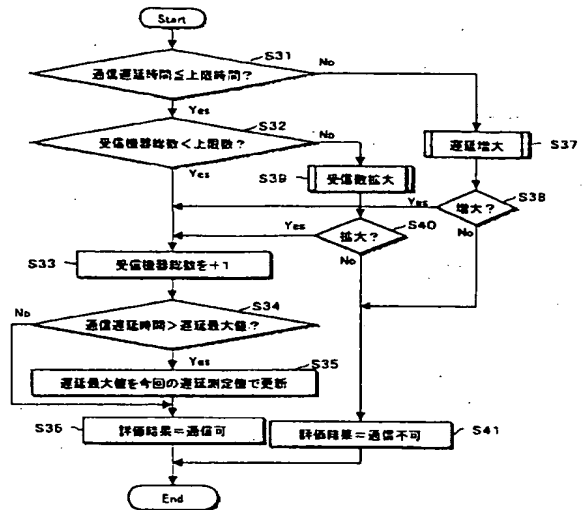 Start
S31
通信遅延時間≦上限時間?
No
Yes
S32
受信機器総数<上限数?
No
遅延増大
S37
Yes
S39
受信数拡大
Yes
増大?
S38
Yes
拡大?
S40
No
S33
受信機器総数を+1
No
S34
No
通信遅延時間>遅延最大値?
Yes
S35
遅延最大値を今回の遅延測定値で更新
S36
評価結果=通信可
評価結果=通信不可
S41
End